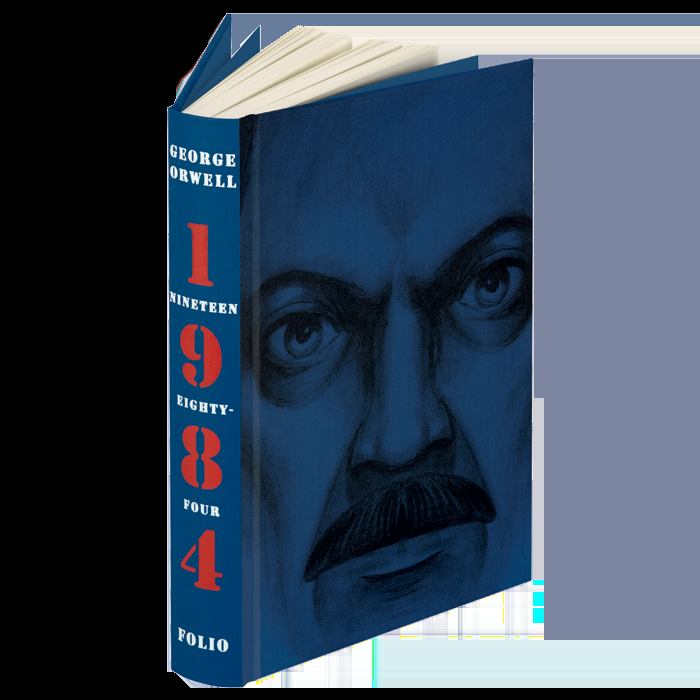 GEORGE
ORWELL
1
NINETEEN
9
EIGHTY-
8
FOUR
4
FOLIO